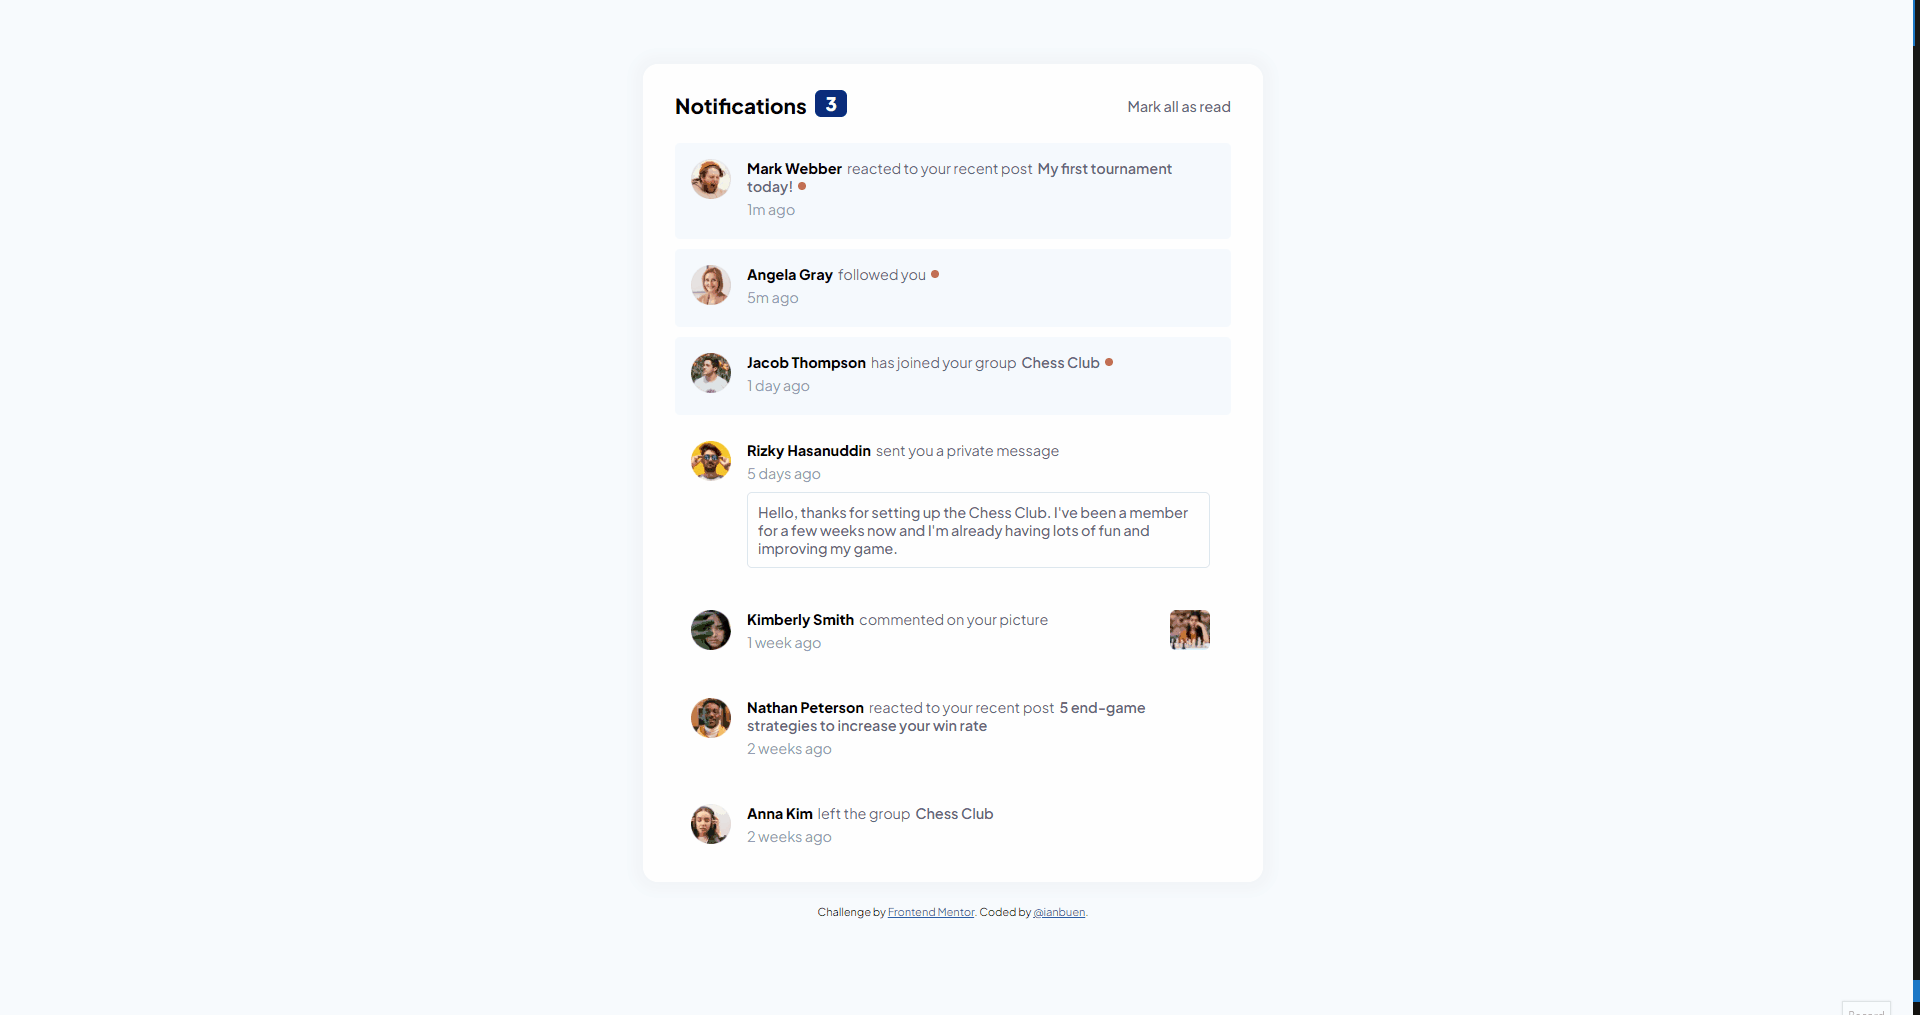 Notifications 3
Mark all as read
Mark Webber reacted to your recent post My first tournament
today!
1m ago
Angela Gray followed you
5m ago
Jacob Thompson has joined your group Chess Club
1 day ago
Rizky Hasanuddin sent you a private message
5 days ago
Hello, thanks for setting up the Chess Club. I've been a member
for a few weeks now and I'm already having lots of fun and
improving my game.
Kimberly Smith commented on your picture
1 week ago
Nathan Peterson reacted to your recent post 5 end-game
strategies to increase your win rate
2 weeks ago
Anna Kim left the group Chess Club
2 weeks ago
Challenge by Frontend Mentor. Coded by @ianbuen.